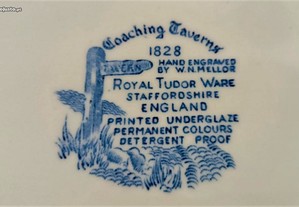 Coaching Taverns
1828
TAVERN
HAND ENGRAVED
BY W.N. MELLOR
ROYAL TUDOR WARE
STAFFORDSHIRE
ENGLAND
PRINTED UNDERGLAZE
PERMANENT COLOURS
DETERGENT PROOF